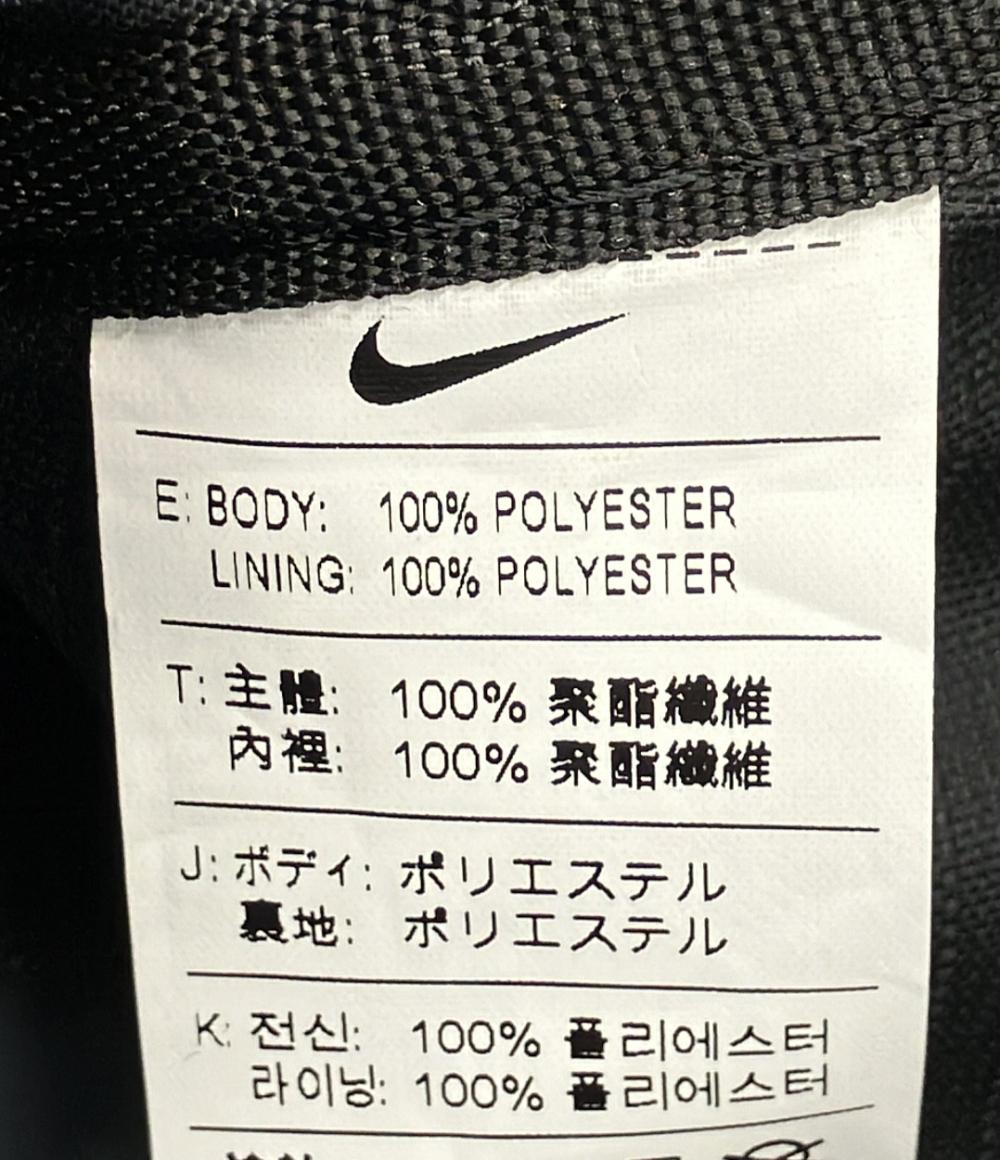 E: BODY: 100% POLYESTER
LINING: 100% POLYESTER
T: 主體: 100% 聚酯纖維
內裡: 100% 聚酯纖維
J: ボディ: ポリエステル
裏地: ポリエステル
K: 전신: 100% 폴리에스터
라이닝: 100% 폴리에스터